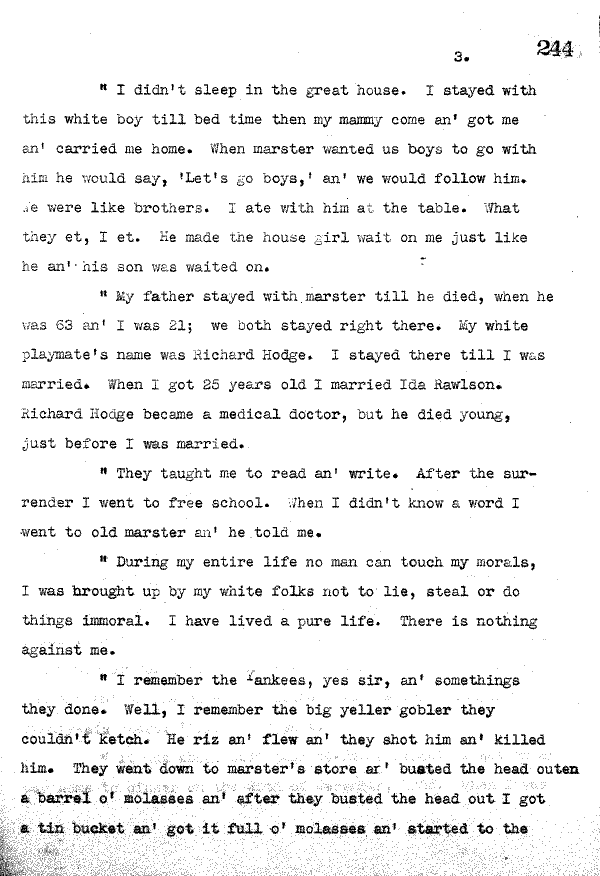 244
3.
" I didn't sleep in the great house. I stayed with
this white boy till bed time then my mammy come an' got me
an' carried me home. When marster wanted us boys to go with
him he would say, 'Let's go boys,' an' we would follow him.
We were like brothers. I ate with him at the table. What
they et, I et. He made the house girl wait on me just like
he an' his son was waited on.
" My father stayed with marster till he died, when he
was 63 an' I was 21; we both stayed right there. My white
playmate's name was Richard Hodge. I stayed there till I was
married. When I got 25 years old I married Ida Rawlson.
Richard Hodge became a medical doctor, but he died young,
just before I was married.
" They taught me to read an' write. After the sur-
render I went to free school. When I didn't know a word I
went to old marster an' he told me.
" During my entire life no man can touch my morals,
I was brought up by my white folks not to lie, steal or do
things immoral. I have lived a pure life. There is nothing
against me.
" I remember the Yankees, yes sir, an' somethings
they done. Well, I remember the big yeller gobler they
couldn't ketch. He riz an' flew an' they shot him an' killed
him. They went down to marster's store an' busted the head outen
a barrel o' molasses an' after they busted the head out I got
a tin bucket an' got it full o' molasses an' started to the